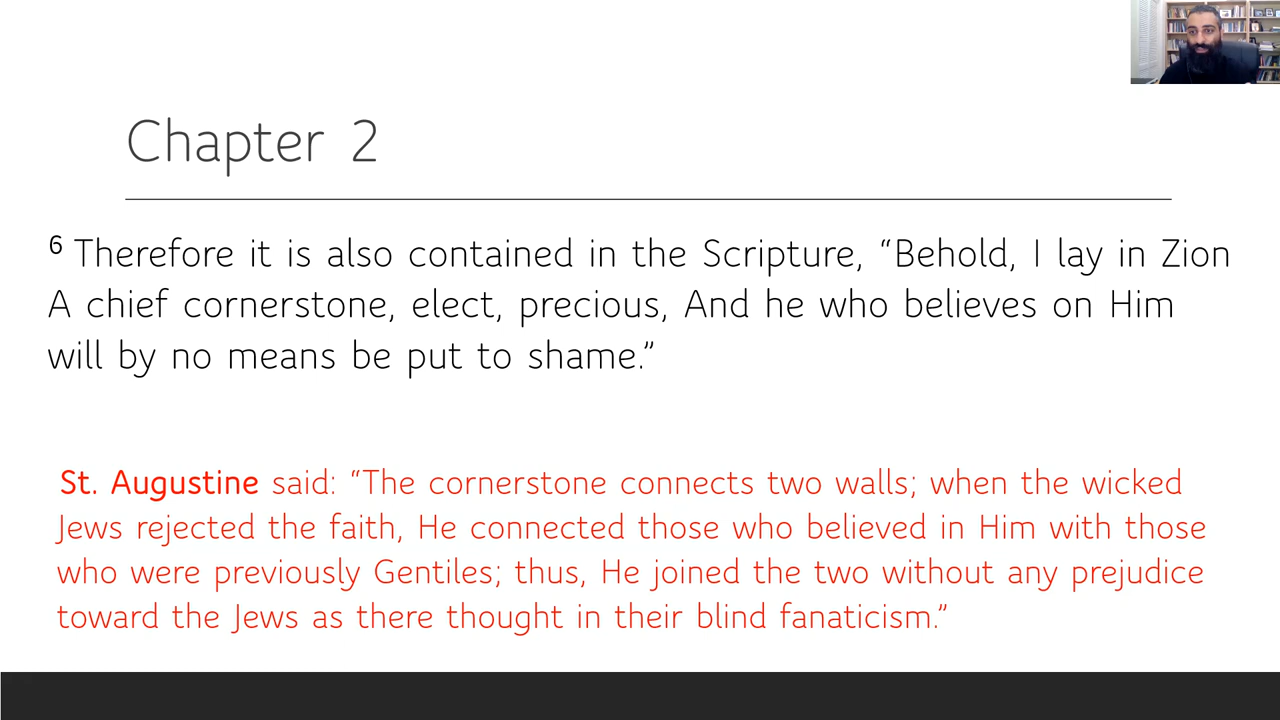 Chapter 2
6 Therefore it is also contained in the Scripture, “Behold, I lay in Zion
A chief cornerstone, elect, precious, And he who believes on Him
will by no means be put to shame.”
St. Augustine said: “The cornerstone connects two walls; when the wicked
Jews rejected the faith, He connected those who believed in Him with those
who were previously Gentiles; thus, He joined the two without any prejudice
toward the Jews as there thought in their blind fanaticism.”